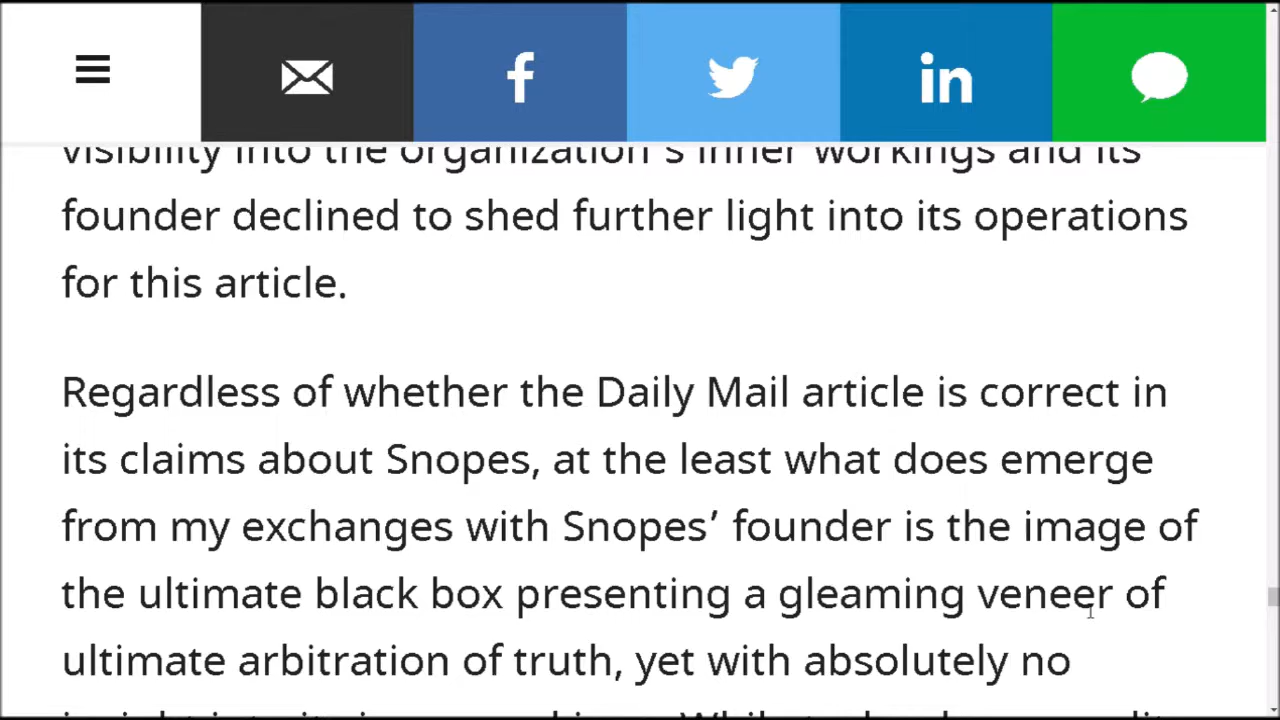 visibility into the organization's inner workings and its
founder declined to shed further light into its operations
for this article.
Regardless of whether the Daily Mail article is correct in
its claims about Snopes, at the least what does emerge
from my exchanges with Snopes’ founder is the image of
the ultimate black box presenting a gleaming veneer of
ultimate arbitration of truth, yet with absolutely no